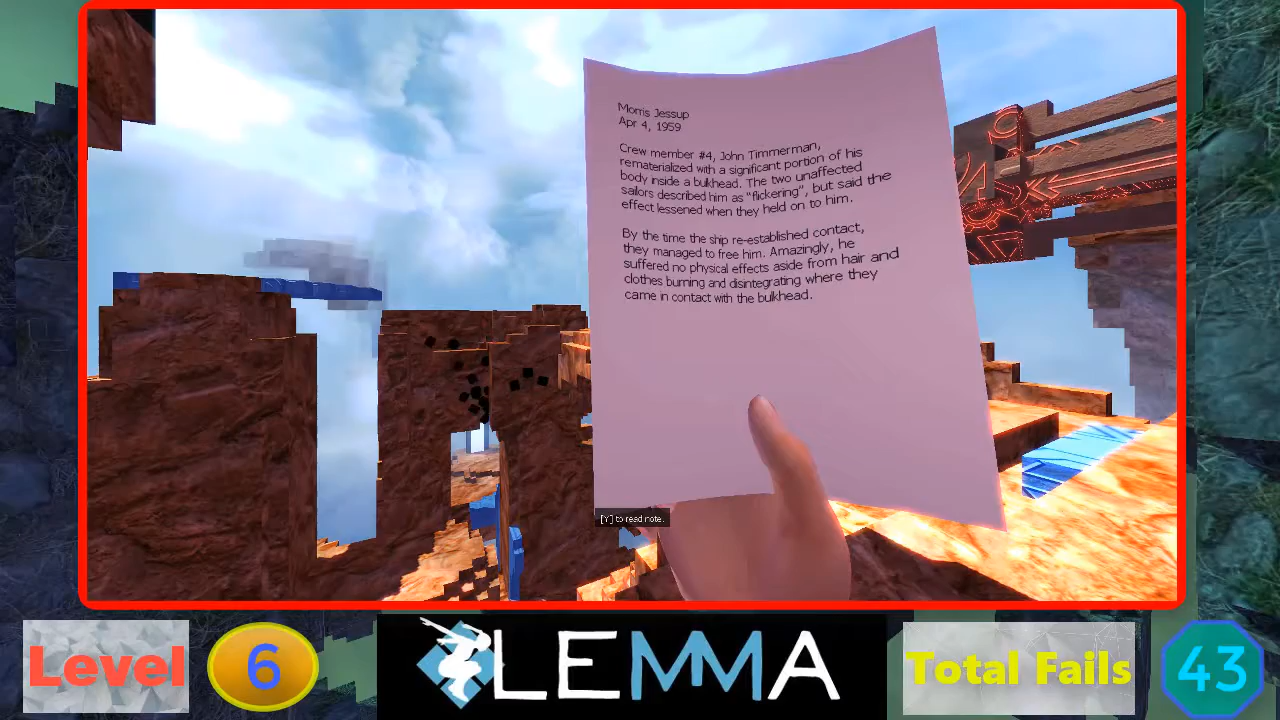 Morris Jessup
Apr 4, 1959
Crew member #4, John Timmerman,
rematerialized with a significant portion of his
body inside a bulkhead. The two unaffected
sailors described him as "flickering", but said the
effect lessened when they held on to him.
By the time the ship re-established contact,
they managed to free him. Amazingly, he
suffered no physical effects aside from hair and
clothes burning and disintegrating where they
came in contact with the bulkhead.
[Y] to read note.
Level 6 LEMMA Total Fails 43